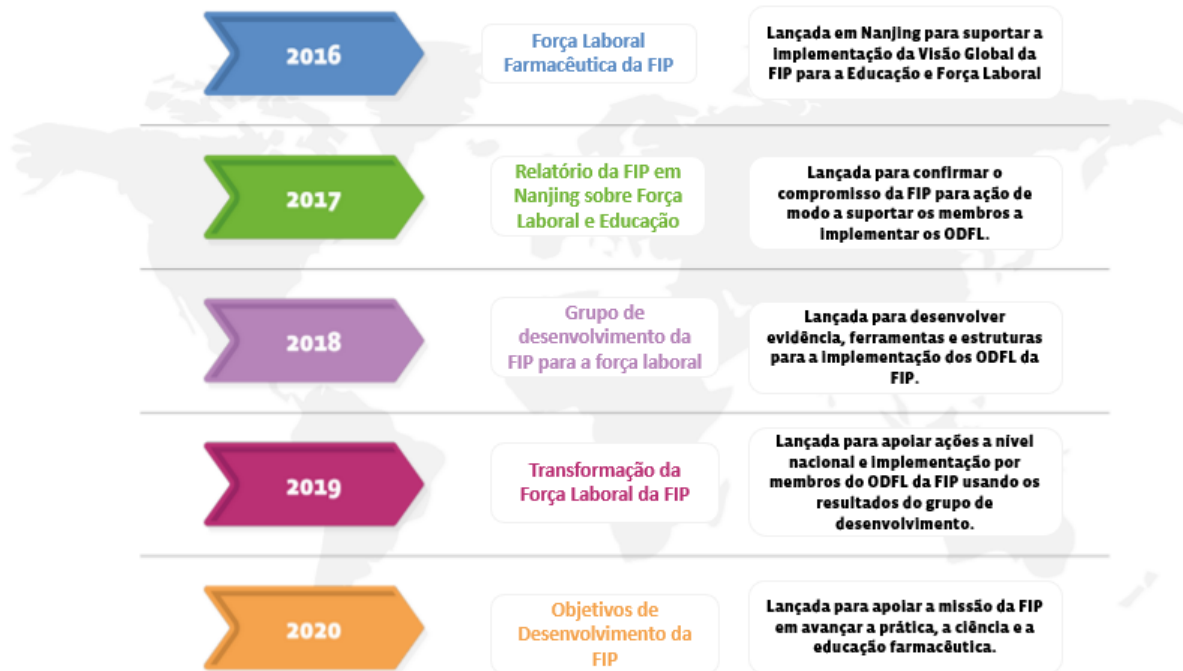 2016
Força Laboral
Farmacêutica da FIP
Lançada em Nanjing para suportar a
implementação da Visão Global da
FIP para a Educação e Força Laboral
2017
Relatório da FIP em
Nanjing sobre Força
Laboral e Educação
Lançada para confirmar o
compromisso da FIP para ação de
modo a suportar os membros a
implementar os ODFL.
2018
Grupo de
desenvolvimento da
FIP para a força laboral
Lançada para desenvolver
evidência, ferramentas e estruturas
para a implementação dos ODFL da
FIP.
2019
Transformação da
Força Laboral da FIP
Lançada para apoiar ações a nível
nacional e implementação por
membros do ODFL da FIP usando os
resultados do grupo de
desenvolvimento.
2020
Objetivos de
Desenvolvimento da
FIP
Lançada para apoiar a missão da FIP
em avançar a prática, a ciência e a
educação farmacêutica.